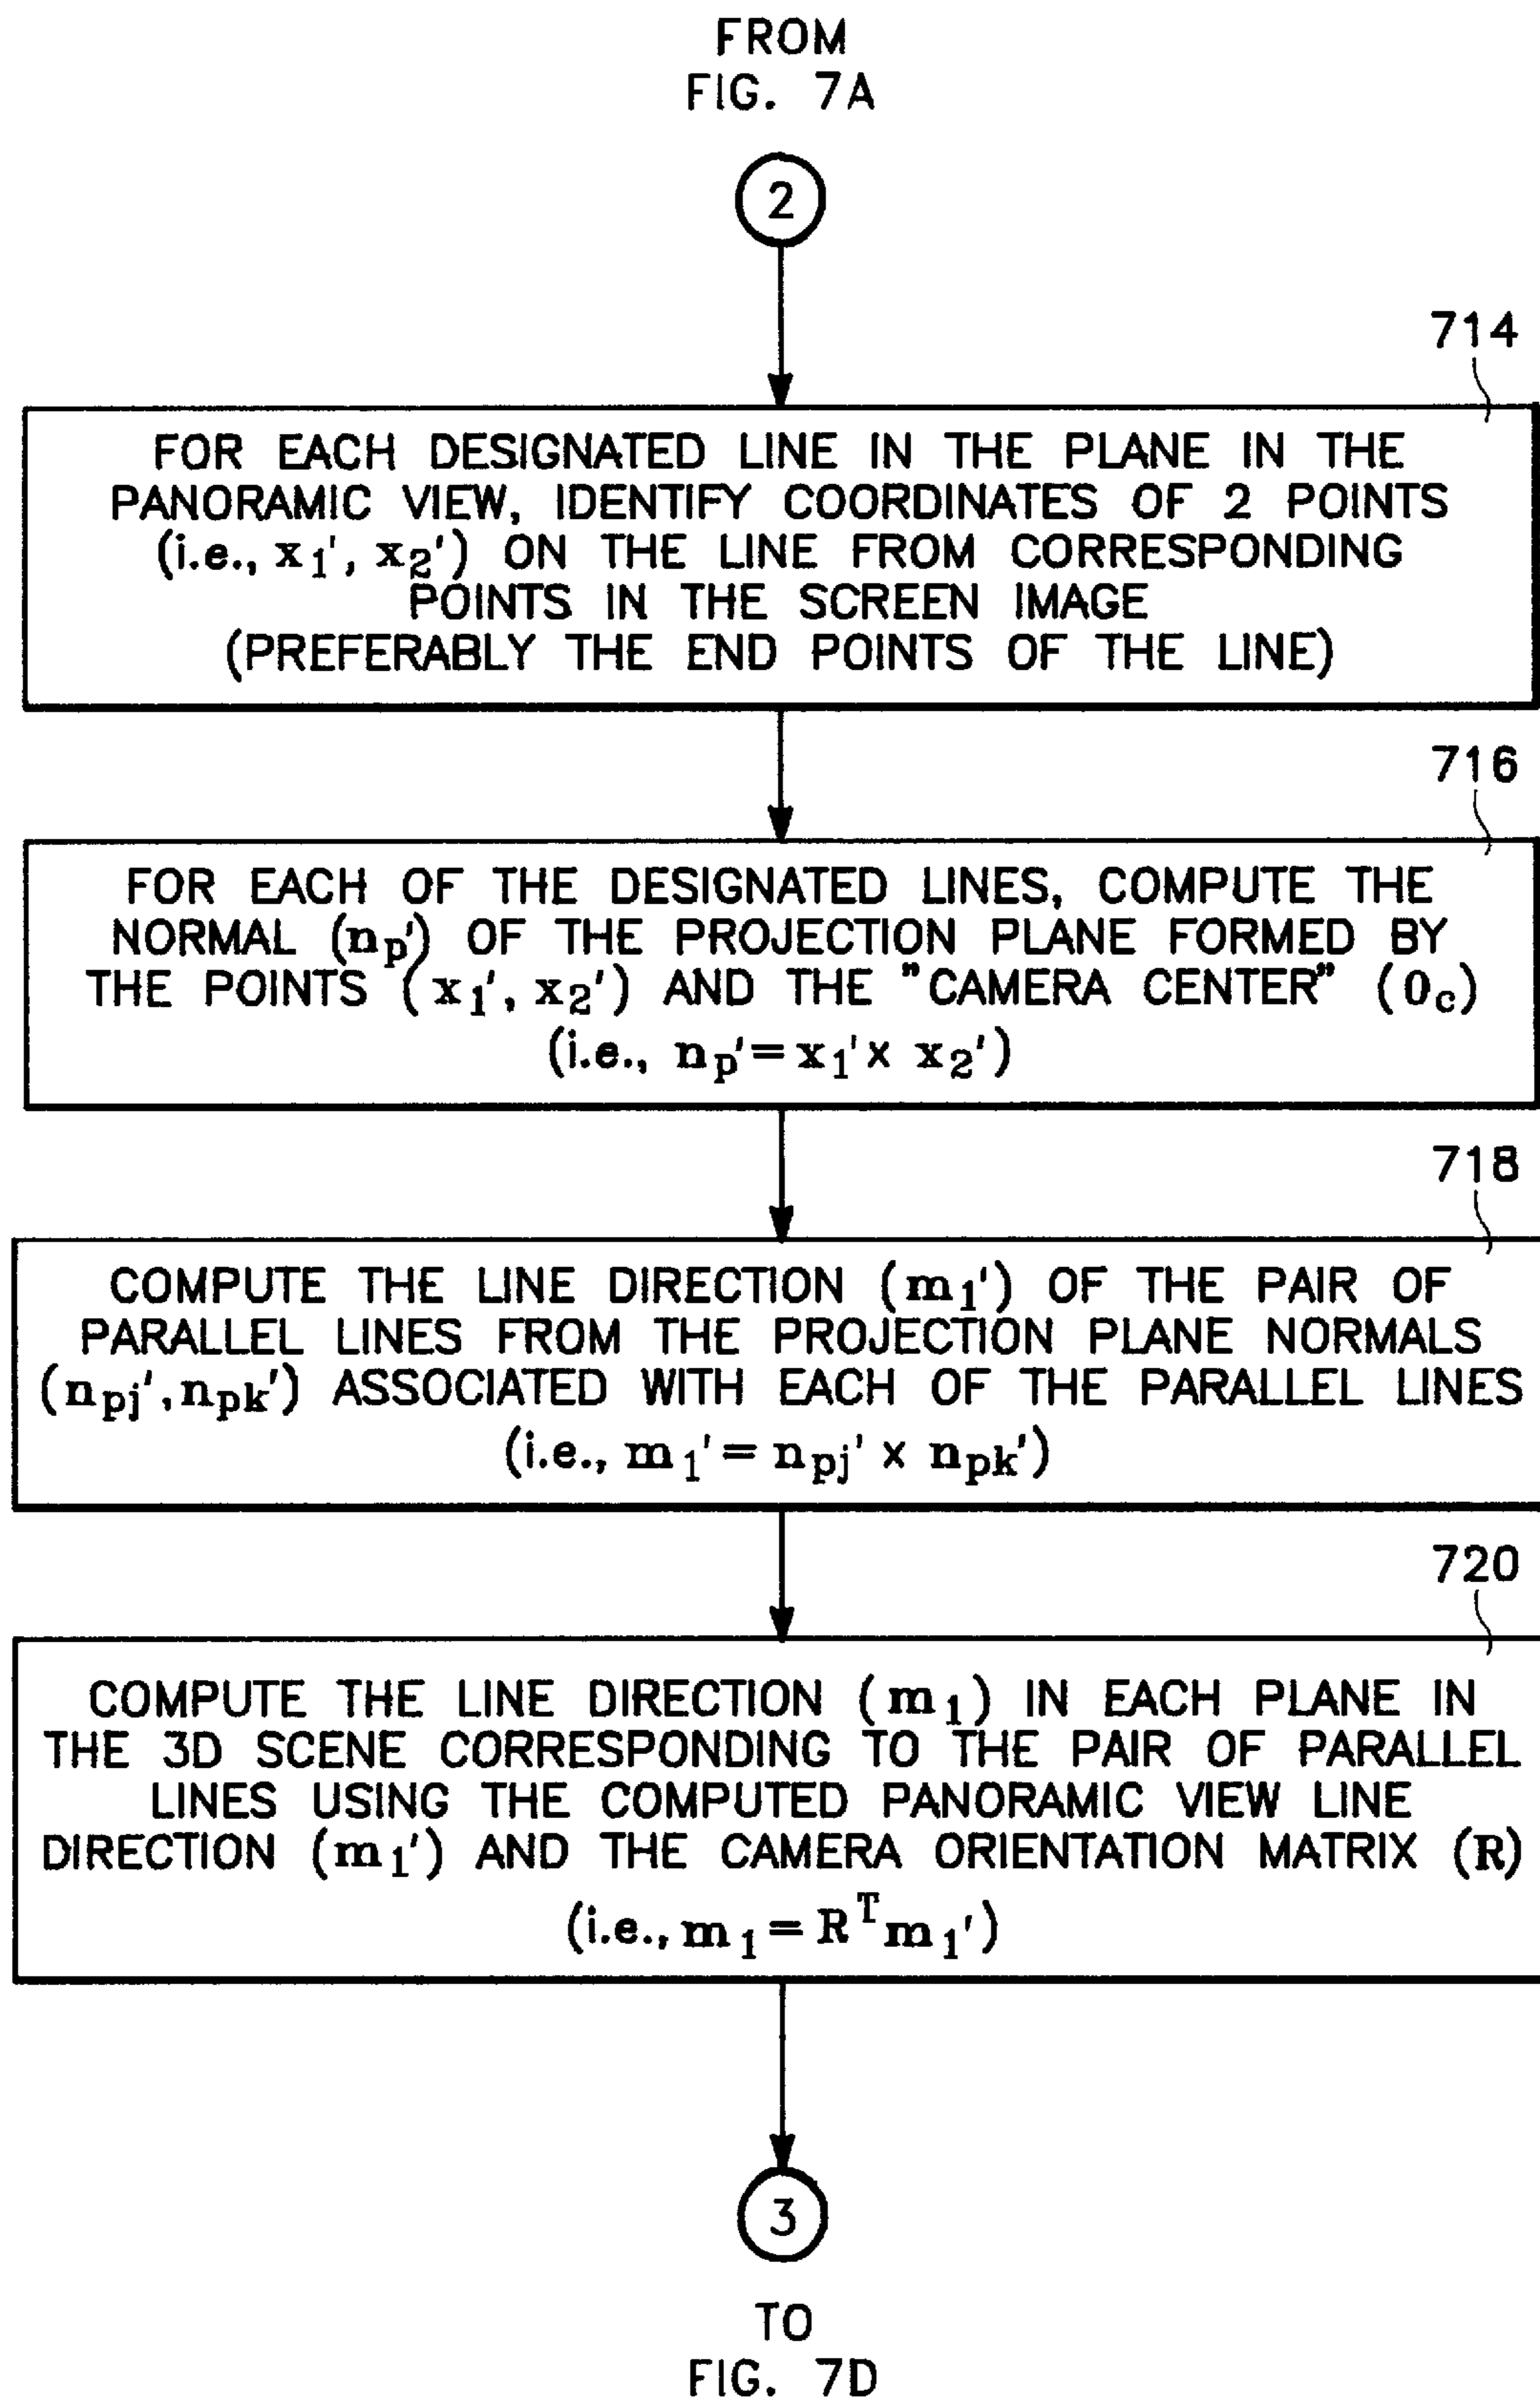 FROM
FIG. 7A
2
714
FOR EACH DESIGNATED LINE IN THE PLANE IN THE
PANORAMIC VIEW, IDENTIFY COORDINATES OF 2 POINTS
(i.e., x₁', x₂') ON THE LINE FROM CORRESPONDING
POINTS IN THE SCREEN IMAGE
(PREFERABLY THE END POINTS OF THE LINE)
716
FOR EACH OF THE DESIGNATED LINES, COMPUTE THE
NORMAL (nₚ') OF THE PROJECTION PLANE FORMED BY
THE POINTS (x₁', x₂') AND THE "CAMERA CENTER" (0c)
(i.e., nₚ' = x₁' × x₂')
718
COMPUTE THE LINE DIRECTION (m₁') OF THE PAIR OF
PARALLEL LINES FROM THE PROJECTION PLANE NORMALS
(nₚⱼ', nₚₖ') ASSOCIATED WITH EACH OF THE PARALLEL LINES
(i.e., m₁' = nₚⱼ' × nₚₖ')
720
COMPUTE THE LINE DIRECTION (m₁) IN EACH PLANE IN
THE 3D SCENE CORRESPONDING TO THE PAIR OF PARALLEL
LINES USING THE COMPUTED PANORAMIC VIEW LINE
DIRECTION (m₁') AND THE CAMERA ORIENTATION MATRIX (R)
(i.e., m₁ = Rᵀm₁')
3
TO
FIG. 7D